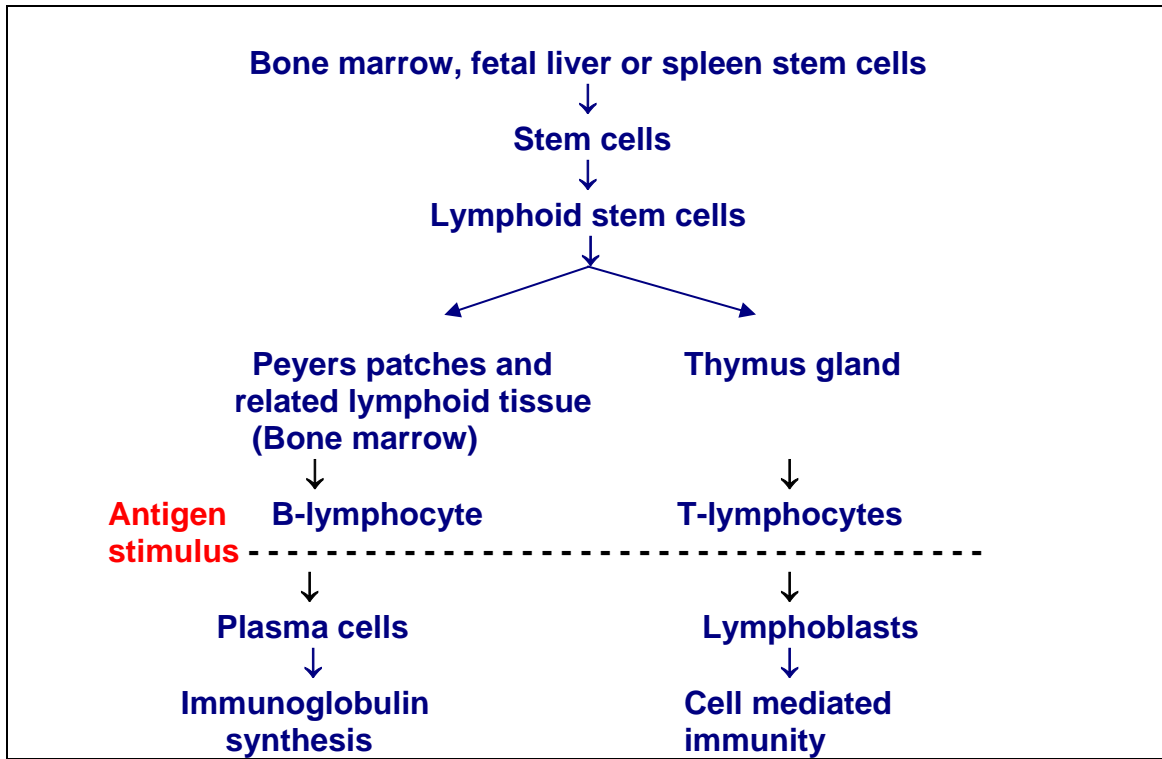 Bone marrow, fetal liver or spleen stem cells
↓
Stem cells
↓
Lymphoid stem cells
↓
Peyers patches and
related lymphoid tissue
(Bone marrow)
Thymus gland
↓ ↓
Antigen
stimulus
B-lymphocyte
T-lymphocytes
- - - - - - - - - - - - - - - - - - - - - - - - - - - - - - - - - - -
↓ ↓
Plasma cells
Lymphoblasts
↓ ↓
Immunoglobulin
synthesis
Cell mediated
immunity